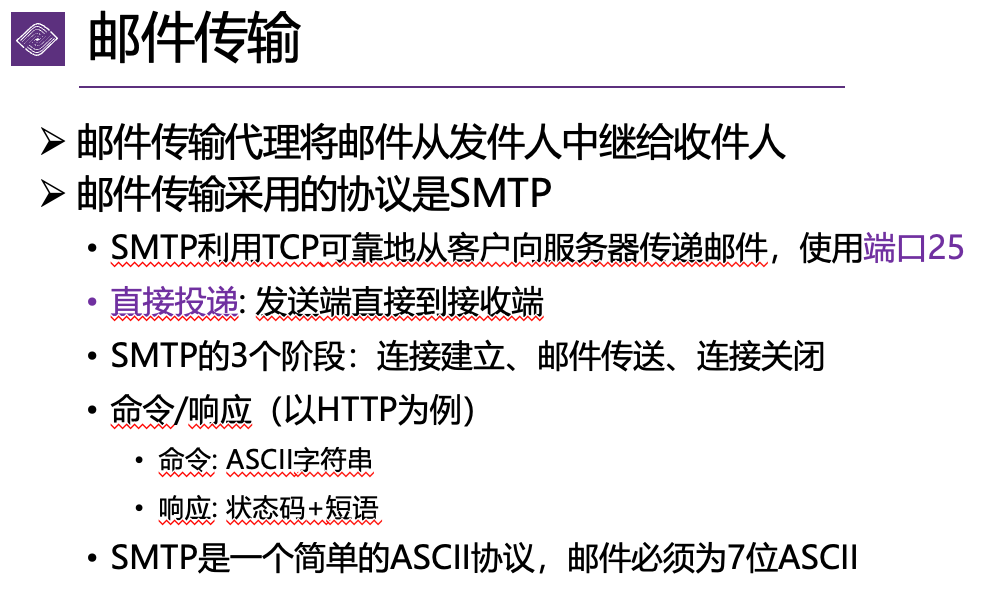 邮件传输
邮件传输代理将邮件从发件人中继给收件人
邮件传输采用的协议是SMTP
SMTP利用TCP可靠地从客户向服务器传递邮件，使用端口25
直接投递: 发送端直接到接收端
SMTP的3个阶段：连接建立、邮件传送、连接关闭
命令/响应（以HTTP为例）
命令: ASCII字符串
响应: 状态码+短语
SMTP是一个简单的ASCII协议，邮件必须为7位ASCII